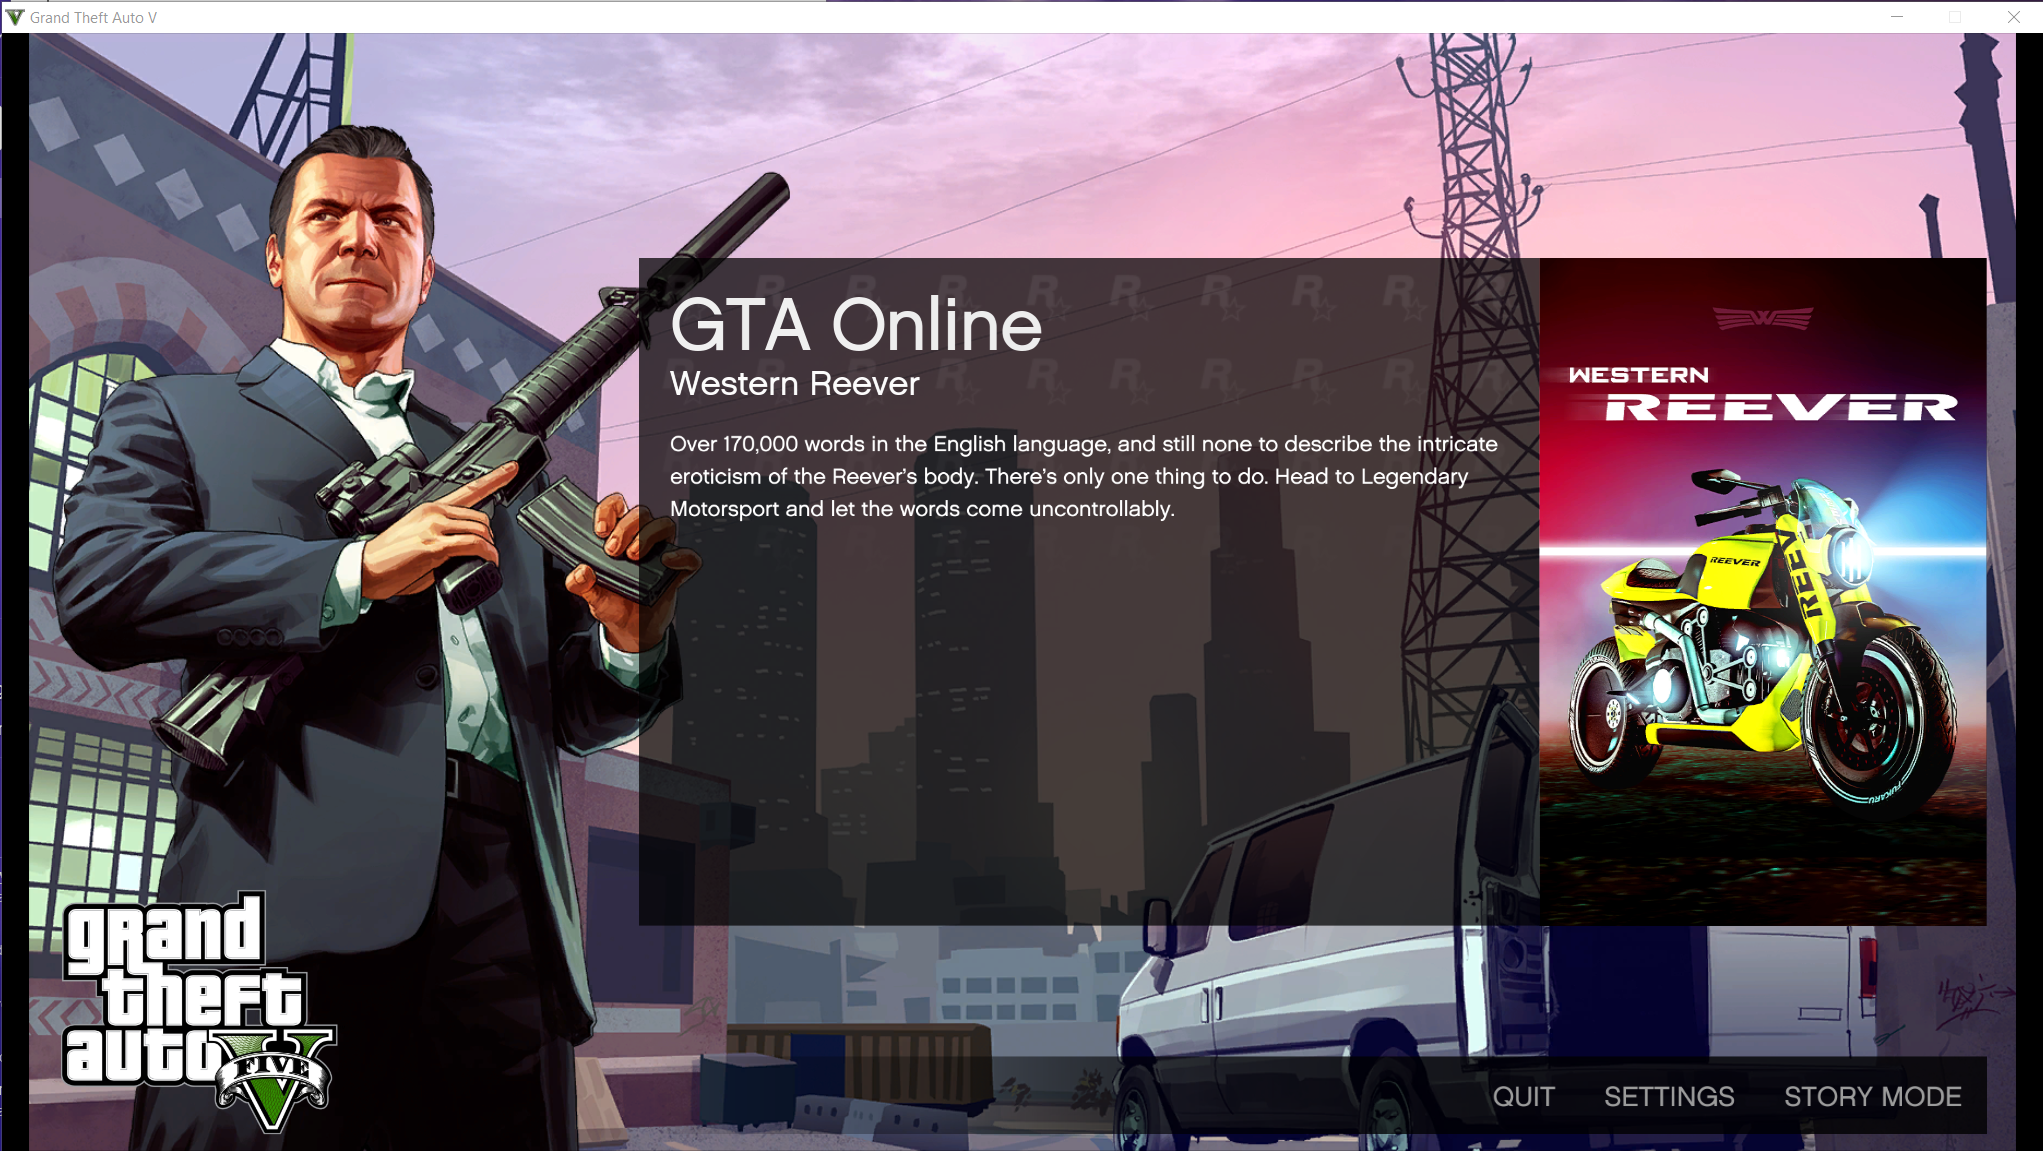 Grand Theft Auto V
GTA Online
Western Reever
Over 170,000 words in the English language, and still none to describe the intricate
eroticism of the Reever’s body. There’s only one thing to do. Head to Legendary
Motorsport and let the words come uncontrollably.
WESTERN
REEVER
REEVER
REEV
FUKARU
grand
theft
auto
FIVE
QUIT SETTINGS STORY MODE